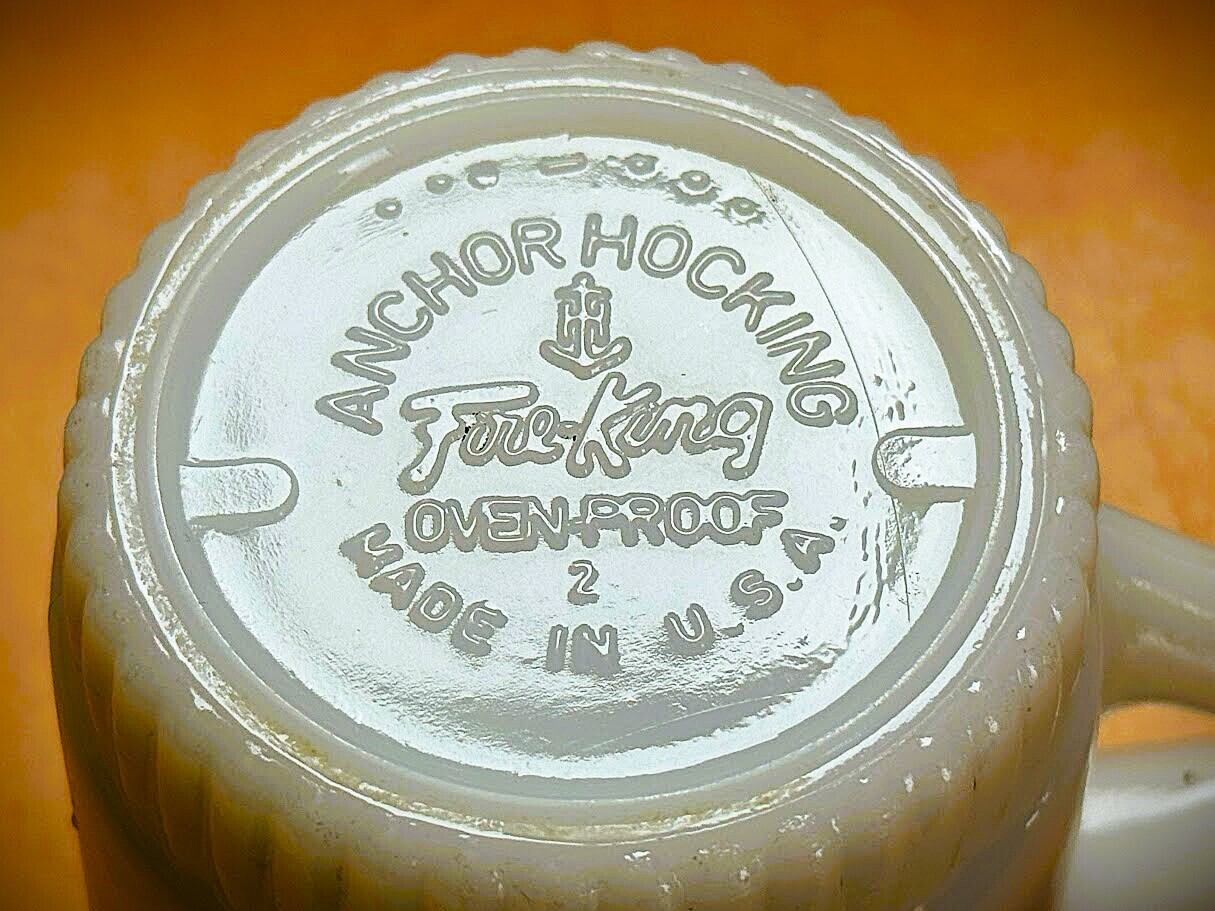 ANCHOR HOCKING
Fire-King
OVEN-PROOF
2
MADE IN U.S.A.